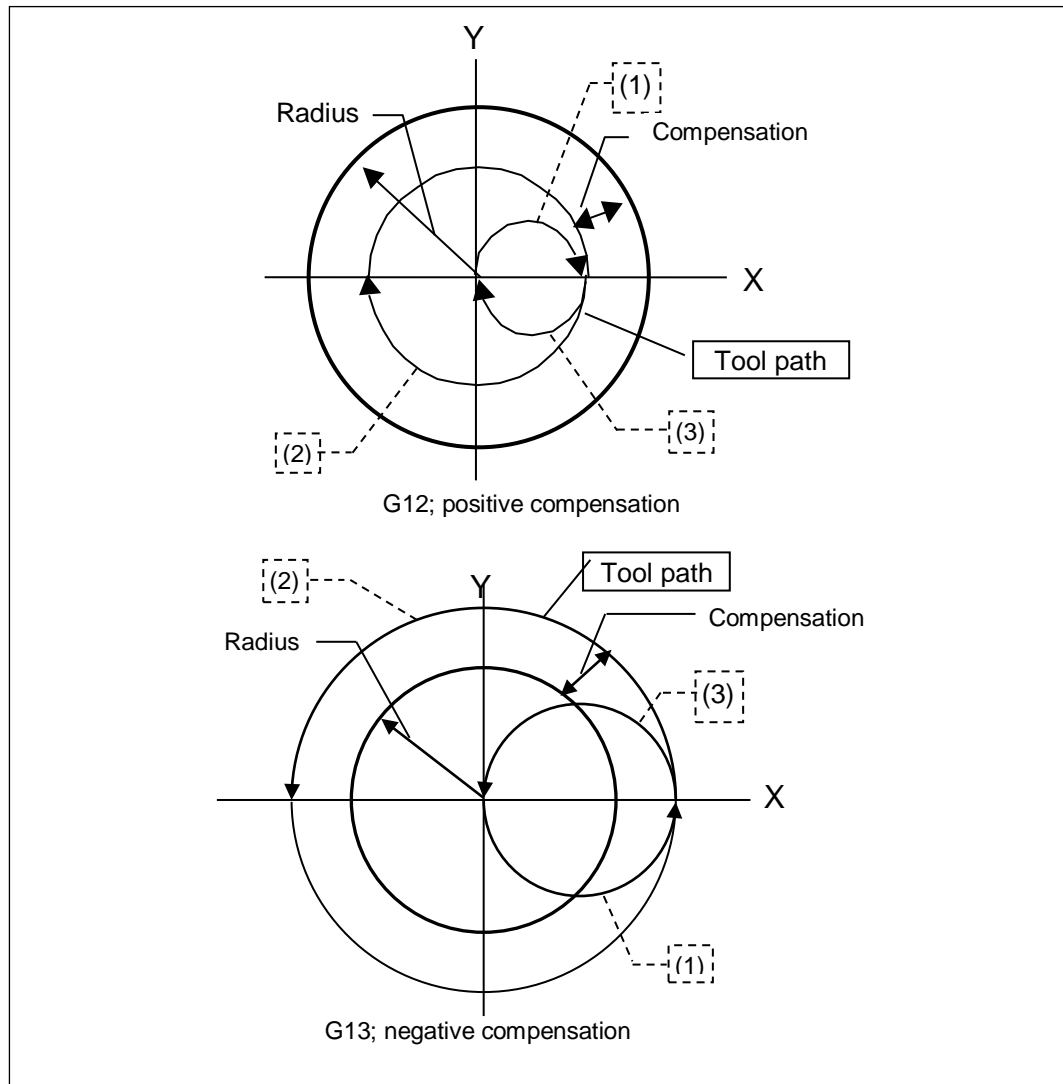 Y
(1)
Radius
Compensation
X
Tool path
(2)
(3)
G12; positive compensation
(2)
Y
Tool path
Radius
Compensation
(3)
X
(1)
G13; negative compensation